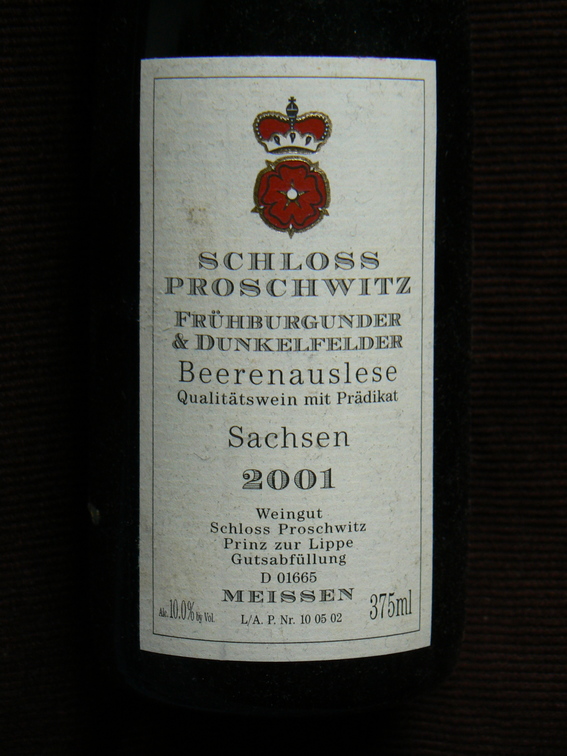 SCHLOSS
PROSCHWITZ
FRÜHBURGUNDER
& DUNKELFELDER
Beerenauslese
Qualitätswein mit Prädikat
Sachsen
2001
Weingut
Schloss Proschwitz
Prinz zur Lippe
Gutsabfüllung
D 01665
MEISSEN
Alc. 10.0% by Vol. L/A. P. Nr. 10 05 02 375ml